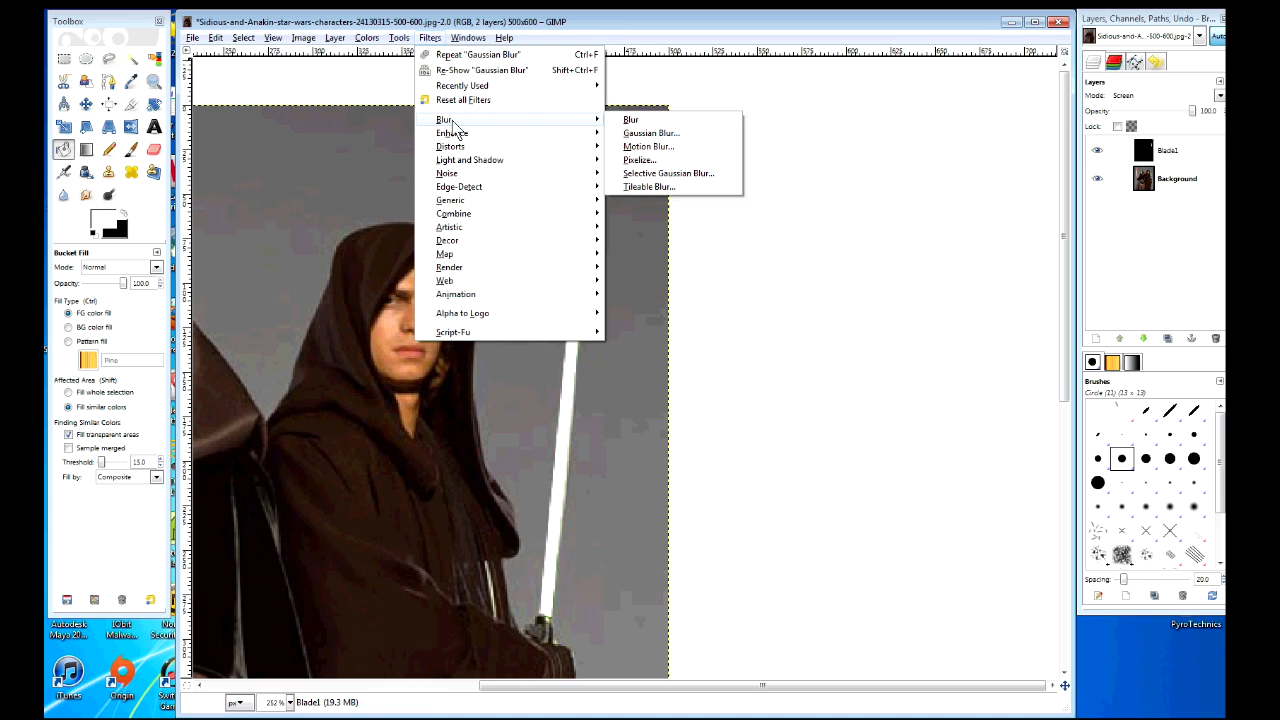 Toolbox
*Sidious-and-Anakin-star-wars-characters-24130315-500-600.jpg-2.0 (RGB, 2 layers) 500x600 – GIMP
File Edit Select View Image Layer Colors Tools Filters Windows Help
Repeat "Gaussian Blur" Ctrl+F
Re-Show "Gaussian Blur" Shift+Ctrl+F
Recently Used
Reset all Filters
Blur
Enhance
Distorts
Light and Shadow
Noise
Edge-Detect
Generic
Combine
Artistic
Decor
Map
Render
Web
Animation
Alpha to Logo
Script-Fu
Blur
Gaussian Blur...
Motion Blur...
Pixelize...
Selective Gaussian Blur...
Tileable Blur...
Bucket Fill
Mode: Normal
Opacity: 100.0
Fill Type (Ctrl)
FG color fill
BG color fill
Pattern fill
Pine
Affected Area (Shift)
Fill whole selection
Fill similar colors
Finding Similar Colors
Fill transparent areas
Sample merged
Threshold: 15.0
Fill by: Composite
Autodesk Maya 20...
IObit Malwa...
iTunes
Origin
px 252 % Blade1 (19.3 MB)
Layers, Channels, Paths, Undo - Br...
Sidious-and-A...-500-600.jpg-2 Auto
Layers
Mode: Screen
Opacity: 100.0
Lock:
Blade1
Background
Brushes
Circle (11) (13 × 13)
Spacing: 20.0
PyroTechnics